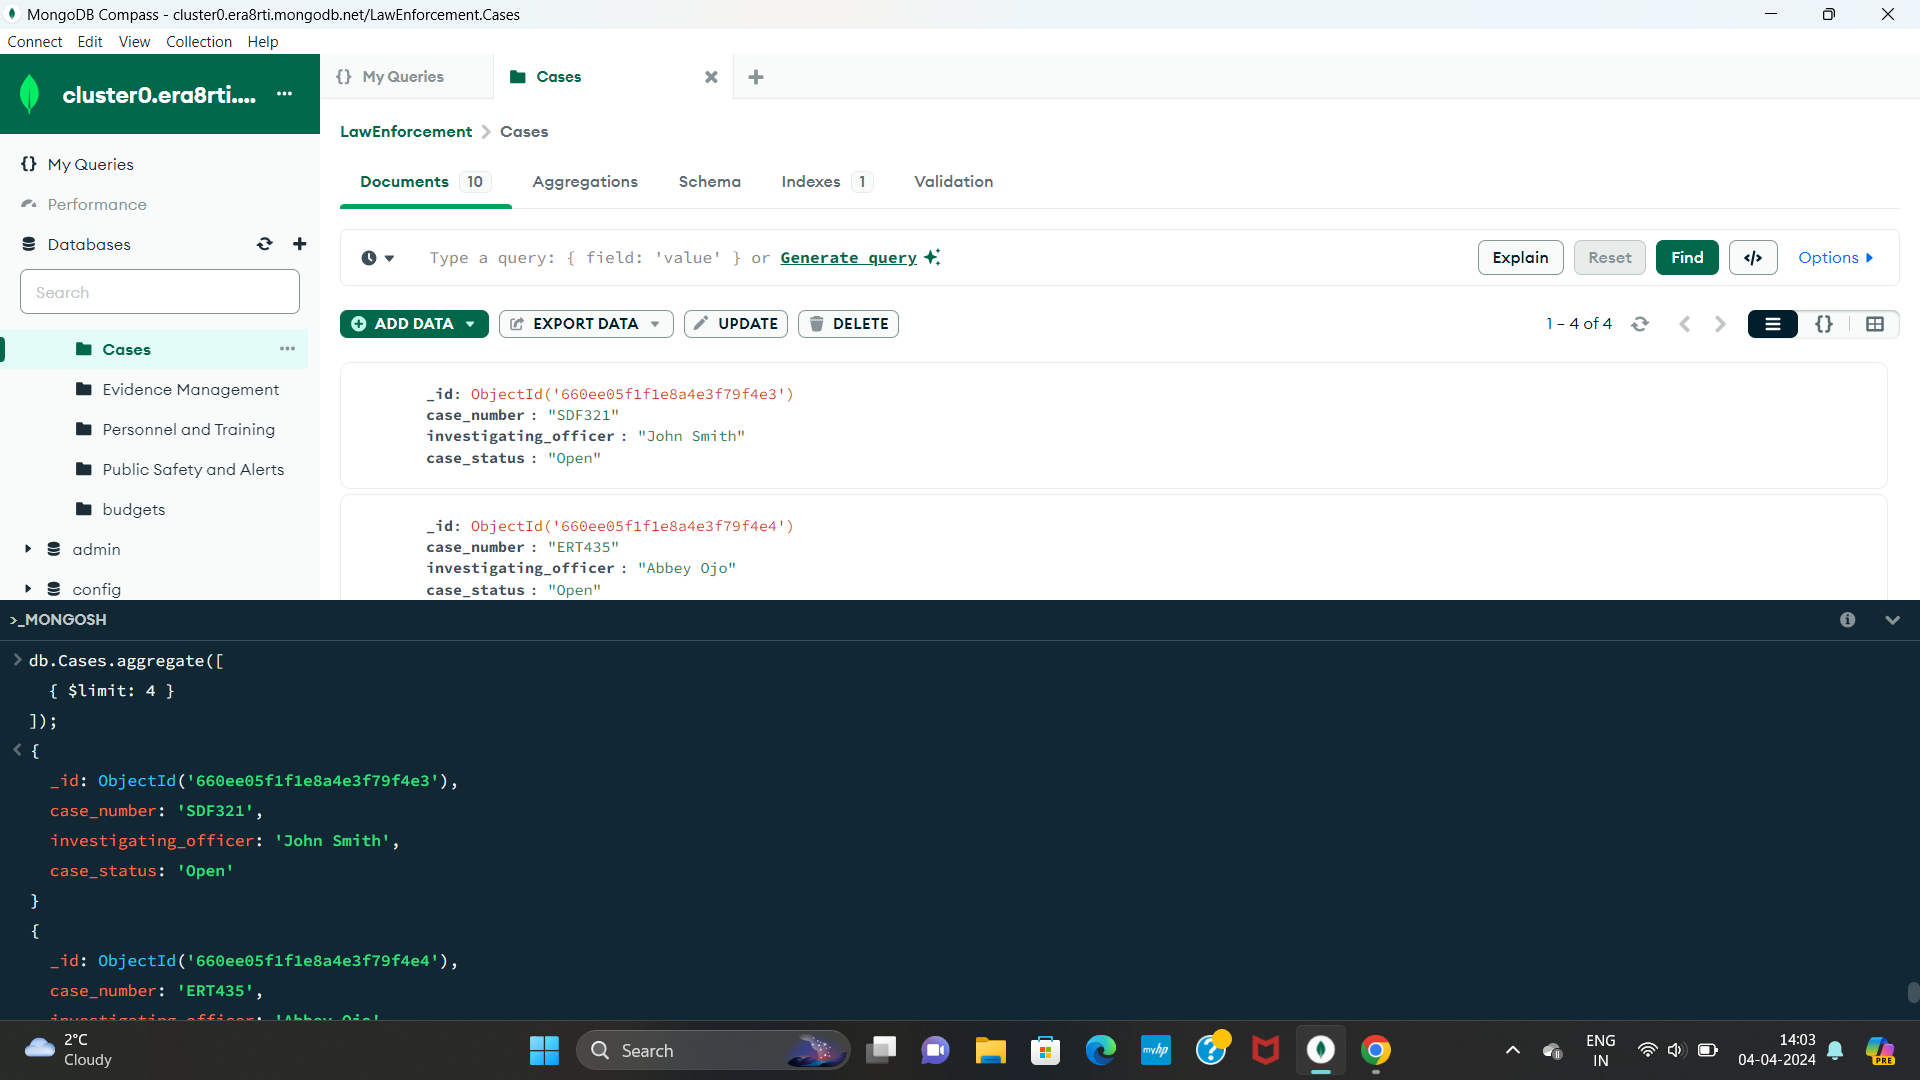 MongoDB Compass - cluster0.era8rti.mongodb.net/LawEnforcement.Cases
Connect Edit View Collection Help
cluster0.era8rti.... ···
{} My Queries
Cases
LawEnforcement > Cases
{} My Queries
Performance
Databases
Search
Cases ···
Evidence Management
Personnel and Training
Public Safety and Alerts
budgets
admin
config
Documents 10 Aggregations Schema Indexes 1 Validation
Type a query: { field: 'value' } or Generate query
Explain Reset Find </> Options
ADD DATA EXPORT DATA UPDATE DELETE
1 – 4 of 4 {}
_id: ObjectId('660ee05f1f1e8a4e3f79f4e3')
case_number : "SDF321"
investigating_officer : "John Smith"
case_status : "Open"
_id: ObjectId('660ee05f1f1e8a4e3f79f4e4')
case_number : "ERT435"
investigating_officer : "Abbey Ojo"
case_status : "Open"
>_MONGOSH
> db.Cases.aggregate([
{ $limit: 4 }
]);
< {
_id: ObjectId('660ee05f1f1e8a4e3f79f4e3'),
case_number: 'SDF321',
investigating_officer: 'John Smith',
case_status: 'Open'
}
{
_id: ObjectId('660ee05f1f1e8a4e3f79f4e4'),
case_number: 'ERT435',
investigating_officer: 'Abbey Ojo'
2°C
Cloudy
Search
myhp
ENG
IN
14:03
04-04-2024
PRE